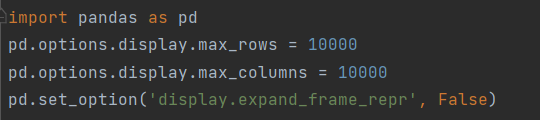 import pandas as pd
pd.options.display.max_rows = 10000
pd.options.display.max_columns = 10000
pd.set_option('display.expand_frame_repr', False)